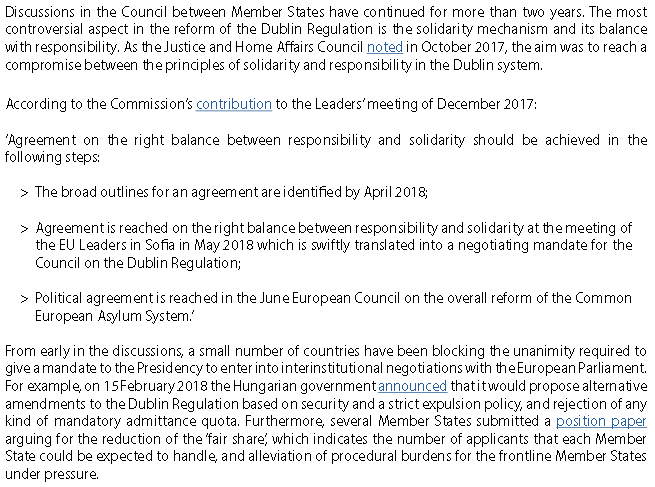 Discussions in the Council between Member States have continued for more than two years. The most
controversial aspect in the reform of the Dublin Regulation is the solidarity mechanism and its balance
with responsibility. As the Justice and Home Affairs Council noted in October 2017, the aim was to reach a
compromise between the principles of solidarity and responsibility in the Dublin system.
According to the Commission's contribution to the Leaders' meeting of December 2017:
'Agreement on the right balance between responsibility and solidarity should be achieved in the
following steps:
> The broad outlines for an agreement are identified by April 2018;
> Agreement is reached on the right balance between responsibility and solidarity at the meeting of
the EU Leaders in Sofia in May 2018 which is swiftly translated into a negotiating mandate for the
Council on the Dublin Regulation;
> Political agreement is reached in the June European Council on the overall reform of the Common
European Asylum System.'
From early in the discussions, a small number of countries have been blocking the unanimity required to
give a mandate to the Presidency to enter into interinstitutional negotiations with the European Parliament.
For example, on 15 February 2018 the Hungarian government announced that it would propose alternative
amendments to the Dublin Regulation based on security and a strict expulsion policy, and rejection of any
kind of mandatory admittance quota. Furthermore, several Member States submitted a position paper
arguing for the reduction of the 'fair share', which indicates the number of applicants that each Member
State could be expected to handle, and alleviation of procedural burdens for the frontline Member States
under pressure.